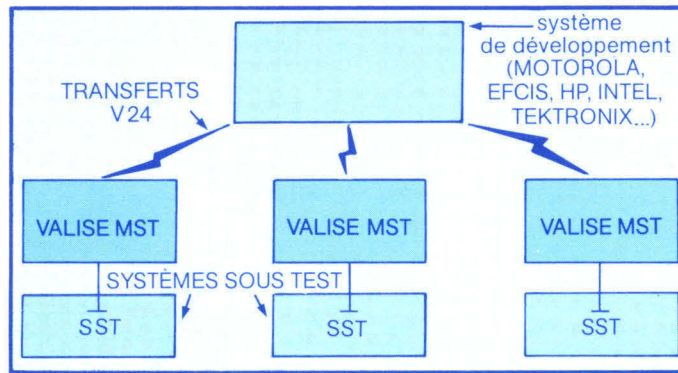 système
de développement
(MOTOROLA,
EFCIS, HP, INTEL,
TEKTRONIX...)
TRANSFERTS
V24
VALISE MST
VALISE MST
VALISE MST
SYSTÈMES SOUS TEST
SST
SST
SST